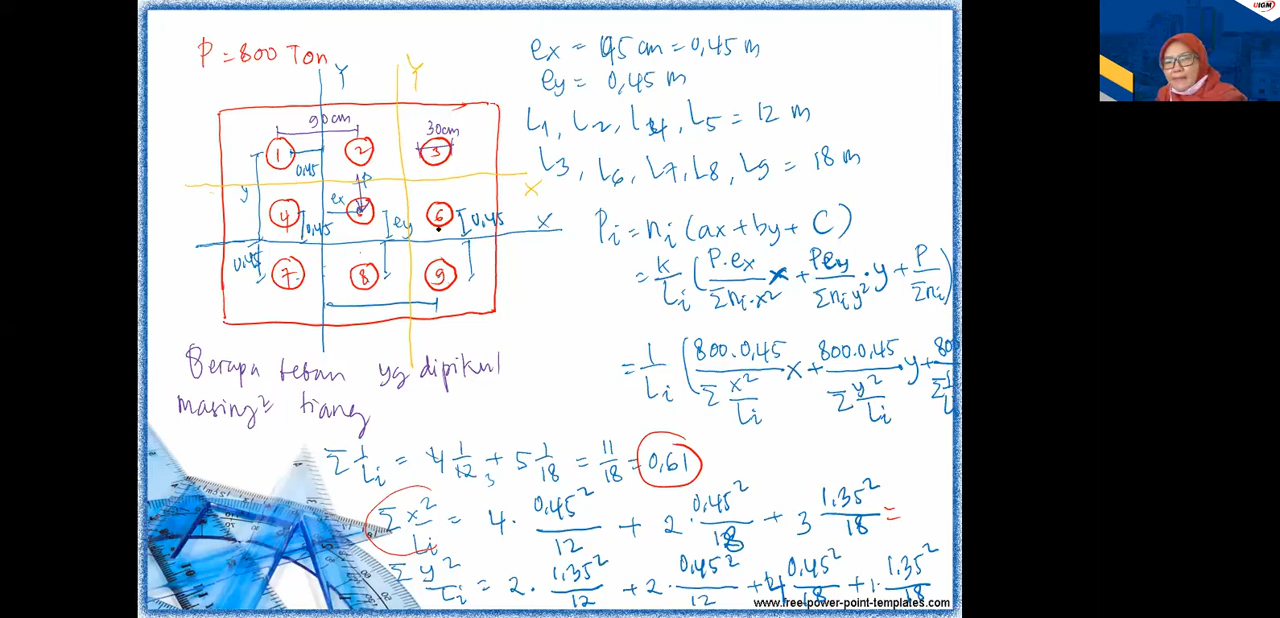 P = 800 Ton
Y Y
90 cm
30cm
1 2 3
0,45
y P X
4 ex 6
0,45 ey 0,45 X
0,45
7 8 9
Berapa beban yg dipikul
masing² tiang
ex = 45 cm = 0,45 m
ey = 0,45 m
L1, L2, L4, L5 = 12 m
L3, L6, L7, L8, L9 = 18 m
Pi = ni (ax + by + C)
= K/Li (P.ex/Σni.x² x + P.ey/Σni y² . y + P/Σni)
= 1/Li (800.0,45/Σ x²/Li x + 800.0,45/Σ y²/Li y + 800/Σ 1/Li
Σ 1/Li = 4 1/12 + 5 1/18 = 11/18 = 0,61
Σ x²/Li = 4 . 0.45²/12 + 2 . 0.45²/18 + 3 1.35²/18 =
Σ y²/Li = 2 . 1.35²/12 + 2 . 0.45²/12 + 4 0.45²/18 + 1 . 1.35²/18
www.free-power-point-templates.com
UIGM